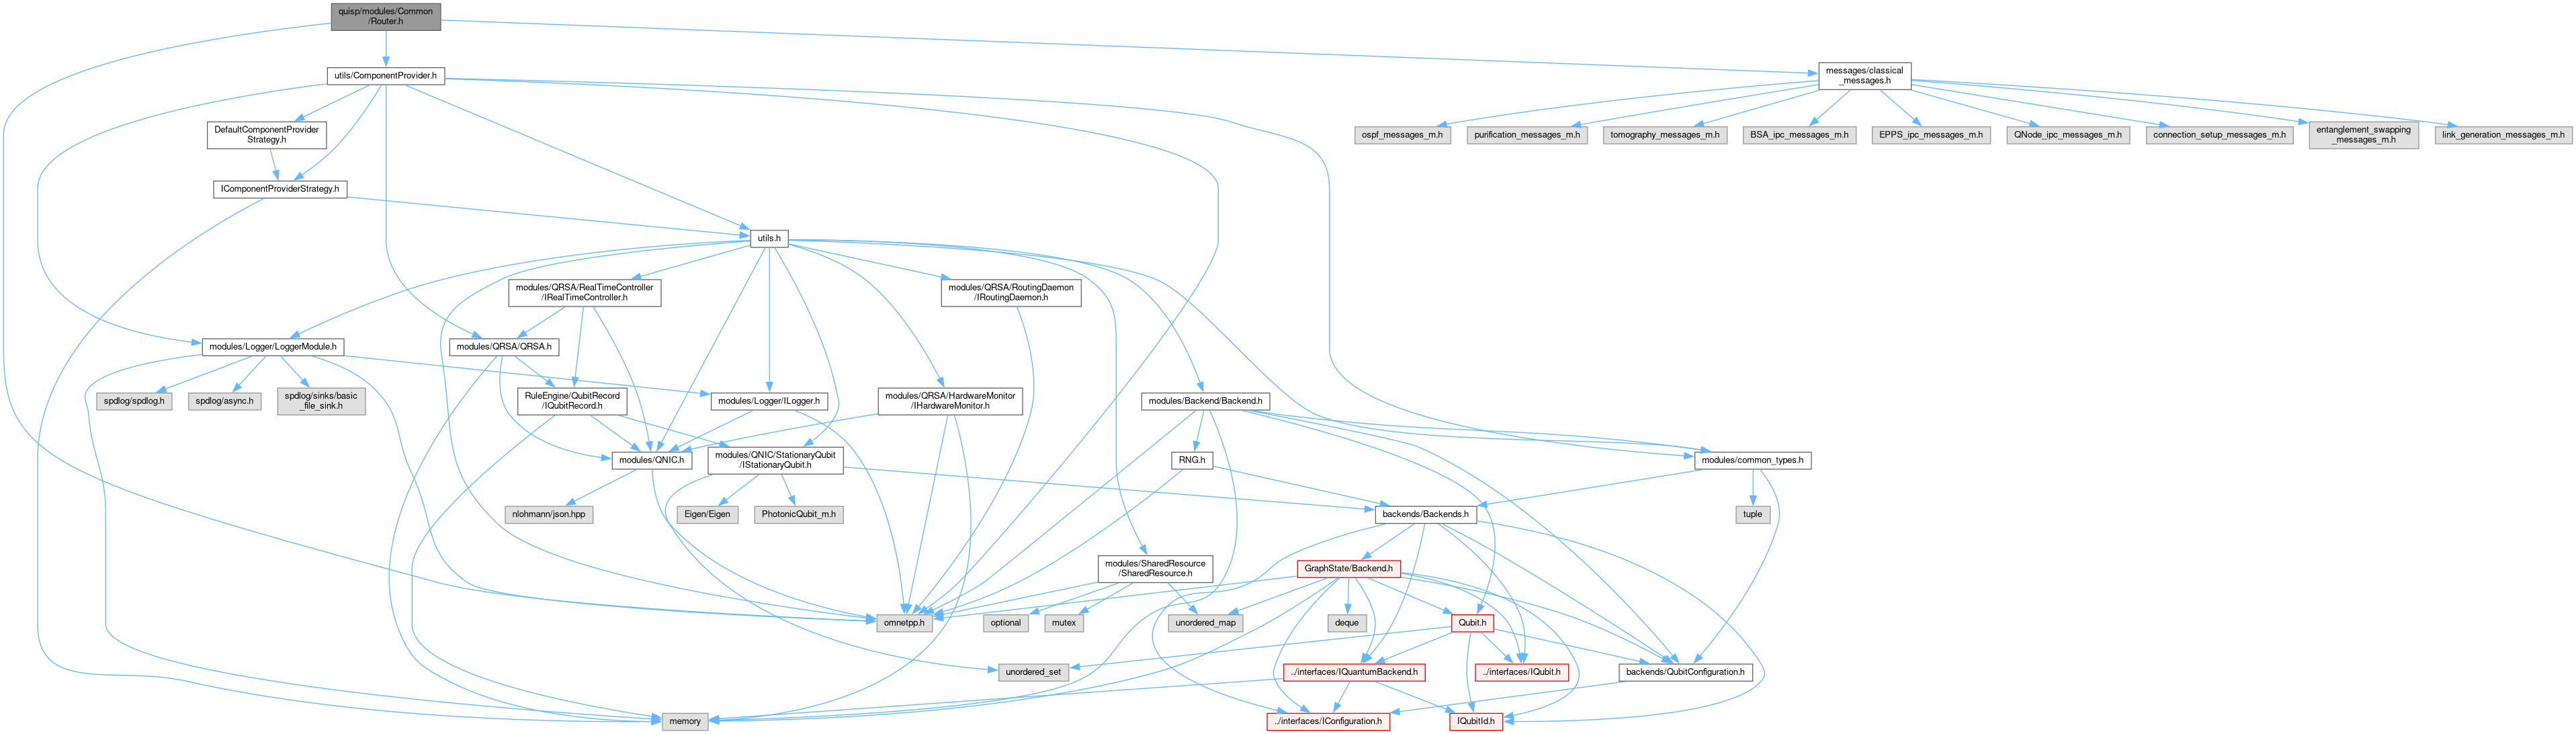 quisp/modules/Common
/Router.h
utils/ComponentProvider.h
messages/classical
_messages.h
DefaultComponentProvider
Strategy.h
ospf_messages_m.h
purification_messages_m.h
tomography_messages_m.h
BSA_ipc_messages_m.h
EPPS_ipc_messages_m.h
QNode_ipc_messages_m.h
connection_setup_messages_m.h
entanglement_swapping
_messages_m.h
link_generation_messages_m.h
IComponentProviderStrategy.h
utils.h
modules/QRSA/RealTimeController
/IRealTimeController.h
modules/QRSA/RoutingDaemon
/IRoutingDaemon.h
modules/Logger/LoggerModule.h
modules/QRSA/QRSA.h
spdlog/spdlog.h
spdlog/async.h
spdlog/sinks/basic
_file_sink.h
RuleEngine/QubitRecord
/IQubitRecord.h
modules/Logger/ILogger.h
modules/QRSA/HardwareMonitor
/IHardwareMonitor.h
modules/Backend/Backend.h
modules/QNIC.h
modules/QNIC/StationaryQubit
/IStationaryQubit.h
RNG.h
modules/common_types.h
nlohmann/json.hpp
Eigen/Eigen
PhotonicQubit_m.h
backends/Backends.h
tuple
modules/SharedResource
/SharedResource.h
GraphState/Backend.h
omnetpp.h
optional
mutex
unordered_map
deque
Qubit.h
unordered_set
../interfaces/IQuantumBackend.h
../interfaces/IQubit.h
backends/QubitConfiguration.h
memory
../interfaces/IConfiguration.h
IQubitId.h